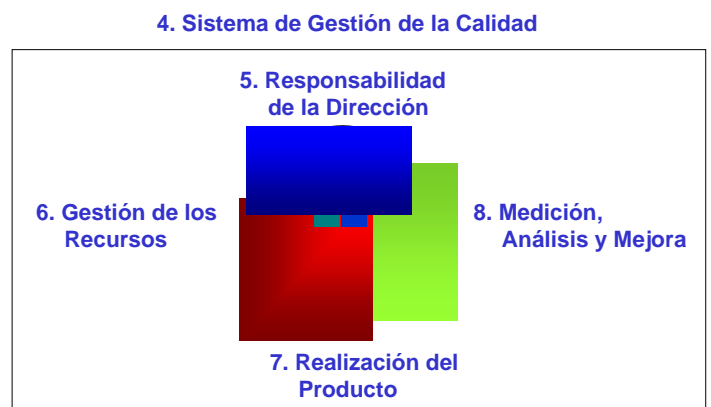 4. Sistema de Gestión de la Calidad
5. Responsabilidad
de la Dirección
6. Gestión de los
Recursos
8. Medición,
Análisis y Mejora
7. Realización del
Producto